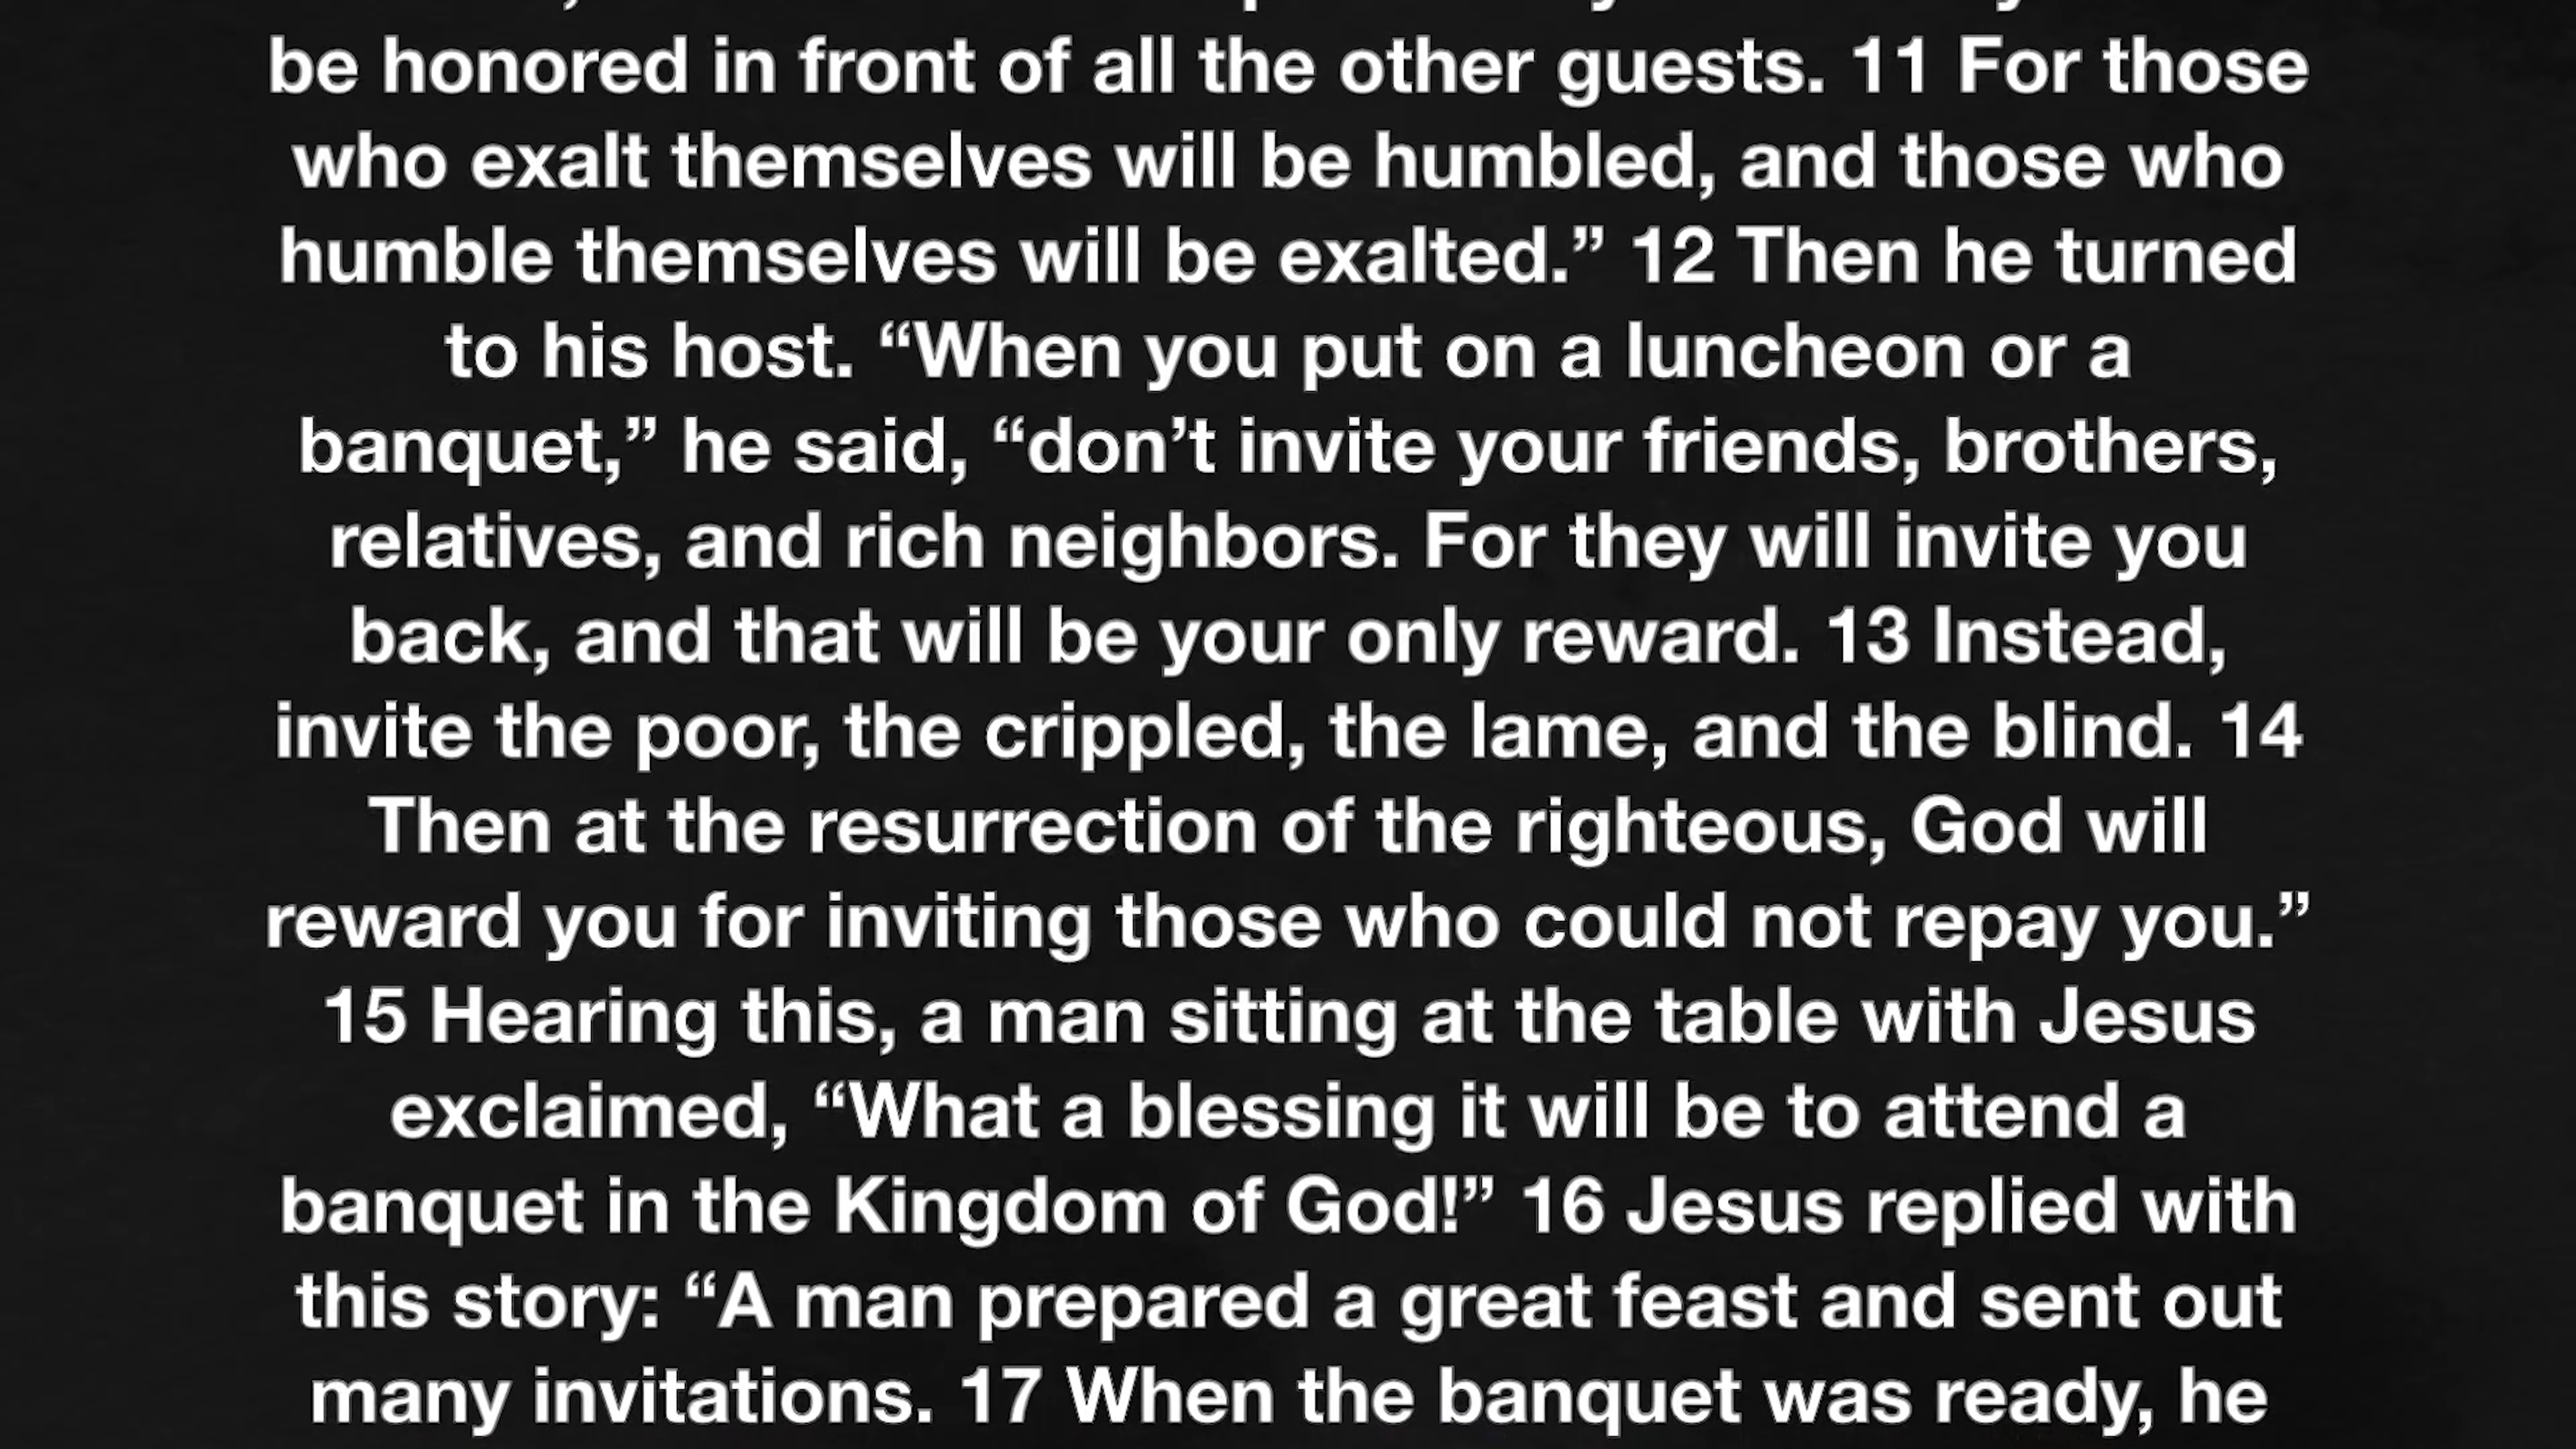 be honored in front of all the other guests. 11 For those
who exalt themselves will be humbled, and those who
humble themselves will be exalted.” 12 Then he turned
to his host. “When you put on a luncheon or a
banquet,” he said, “don’t invite your friends, brothers,
relatives, and rich neighbors. For they will invite you
back, and that will be your only reward. 13 Instead,
invite the poor, the crippled, the lame, and the blind. 14
Then at the resurrection of the righteous, God will
reward you for inviting those who could not repay you.”
15 Hearing this, a man sitting at the table with Jesus
exclaimed, “What a blessing it will be to attend a
banquet in the Kingdom of God!” 16 Jesus replied with
this story: “A man prepared a great feast and sent out
many invitations. 17 When the banquet was ready, he